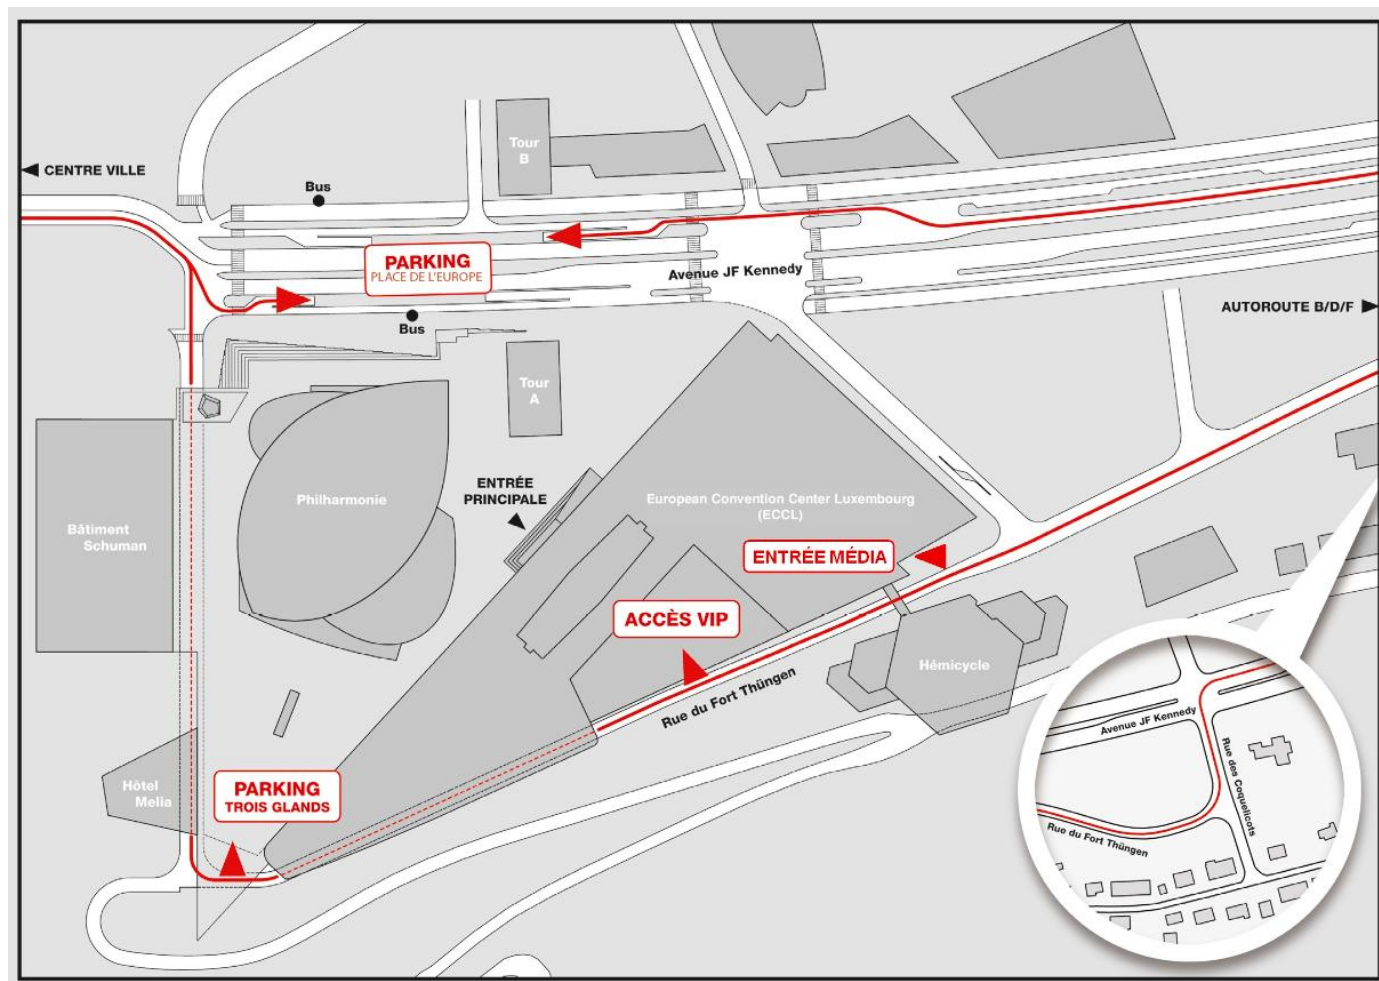 Tour
B
CENTRE VILLE
Bus
PARKING
PLACE DE L'EUROPE
Avenue JF Kennedy
AUTOROUTE B/D/F
Bus
Tour
A
ENTRÉE
PRINCIPALE
Philharmonie
European Convention Center Luxembourg
(ECCL)
Bâtiment
Schuman
ENTRÉE MÉDIA
ACCÈS VIP
Hémicycle
Rue du Fort Thüngen
Hôtel
Melia
PARKING
TROIS GLANDS
Avenue JF Kennedy
Rue des Coquelicots
Rue du Fort Thüngen